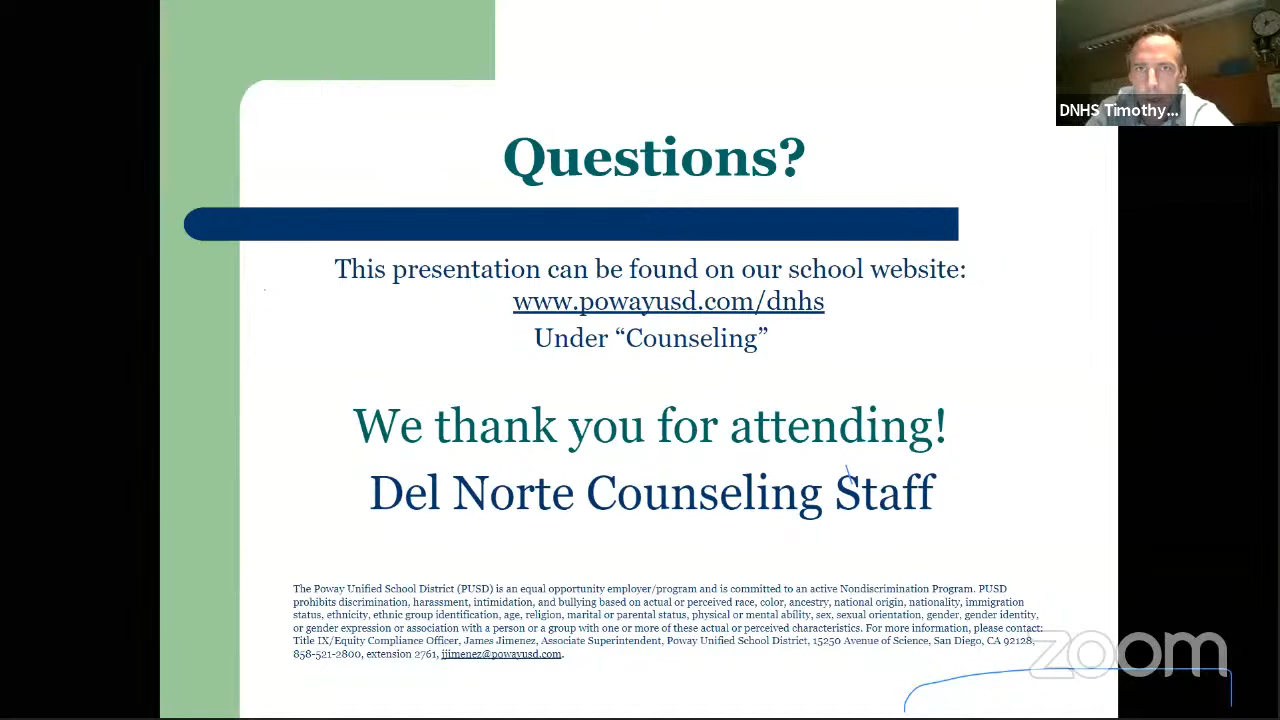 DNHS Timothy...
Questions?
This presentation can be found on our school website:
www.powayusd.com/dnhs
Under “Counseling”
We thank you for attending!
Del Norte Counseling Staff
The Poway Unified School District (PUSD) is an equal opportunity employer/program and is committed to an active Nondiscrimination Program. PUSD
prohibits discrimination, harassment, intimidation, and bullying based on actual or perceived race, color, ancestry, national origin, nationality, immigration
status, ethnicity, ethnic group identification, age, religion, marital or parental status, physical or mental ability, sex, sexual orientation, gender, gender identity,
or gender expression or association with a person or a group with one or more of these actual or perceived characteristics. For more information, please contact:
Title IX/Equity Compliance Officer, James Jimenez, Associate Superintendent, Poway Unified School District, 15250 Avenue of Science, San Diego, CA 92128,
858-521-2800, extension 2761, jjimenez@powayusd.com.
zoom